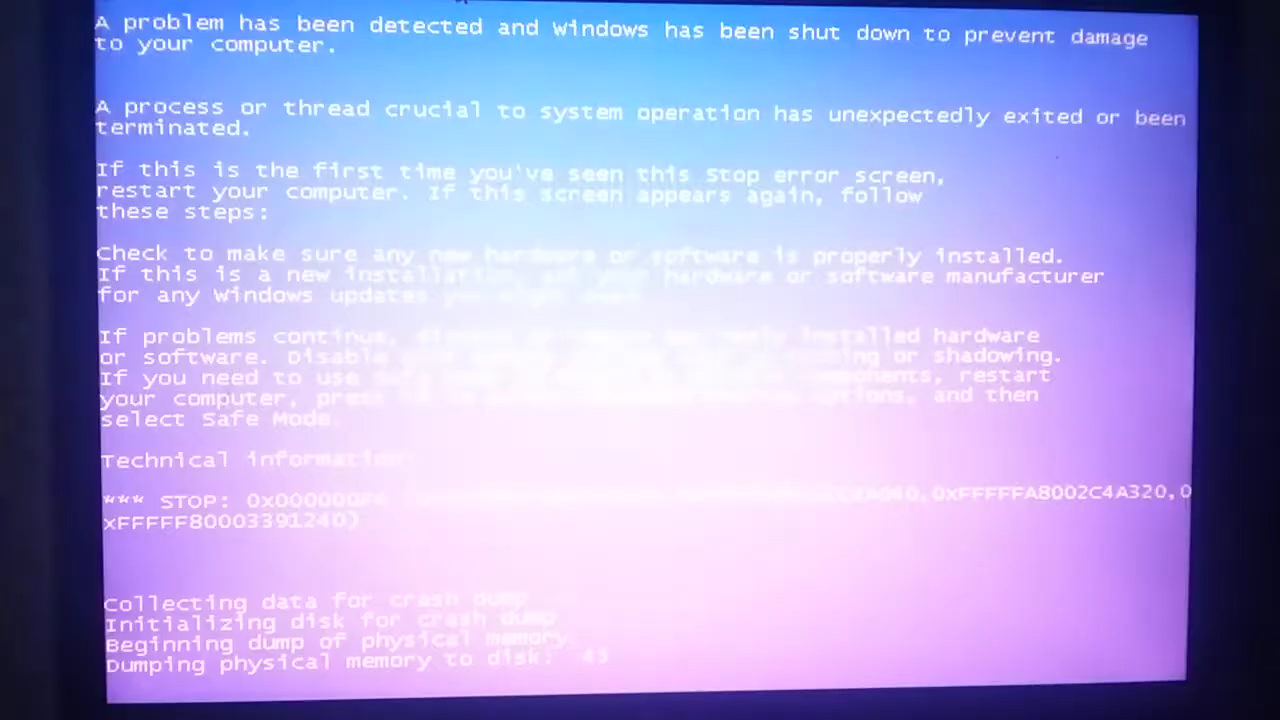 A problem has been detected and Windows has been shut down to prevent damage
to your computer.
A process or thread crucial to system operation has unexpectedly exited or been
terminated.
If this is the first time you've seen this Stop error screen,
restart your computer. If this screen appears again, follow
these steps:
Check to make sure any new hardware or software is properly installed.
If this is a new installation, ask your hardware or software manufacturer
for any Windows updates
If problems continue, installed hardware
or software. Disable or shadowing.
If you need to use components, restart
your computer, press options, and then
select Safe Mode.
Technical information:
*** STOP: 0xFFFFFA8002C4A320,0
xFFFFF80003391240)
Collecting data for crash dump
Initializing disk for crash dump
Beginning dump of physical memory
Dumping physical memory to disk: 45